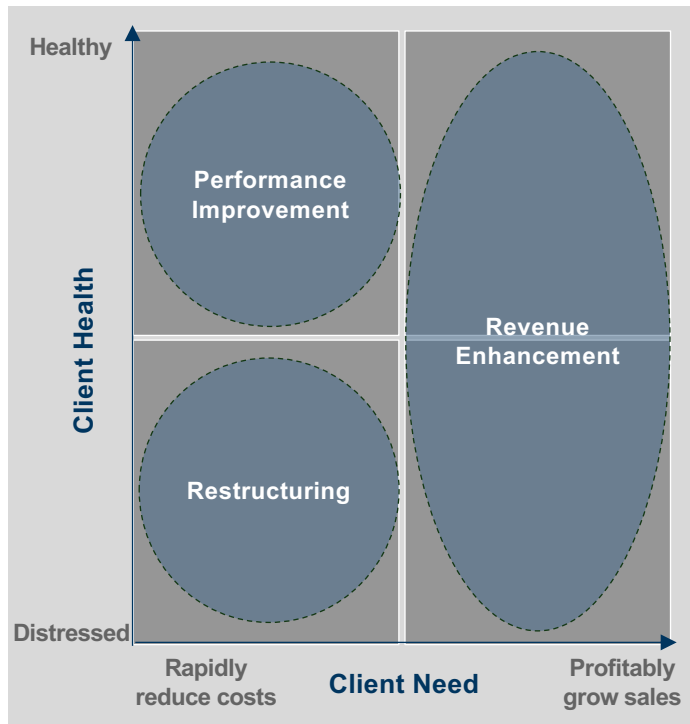 Healthy
Performance
Improvement
Revenue
Enhancement
Client Health
Restructuring
Distressed
Rapidly
reduce costs
Client Need
Profitably
grow sales